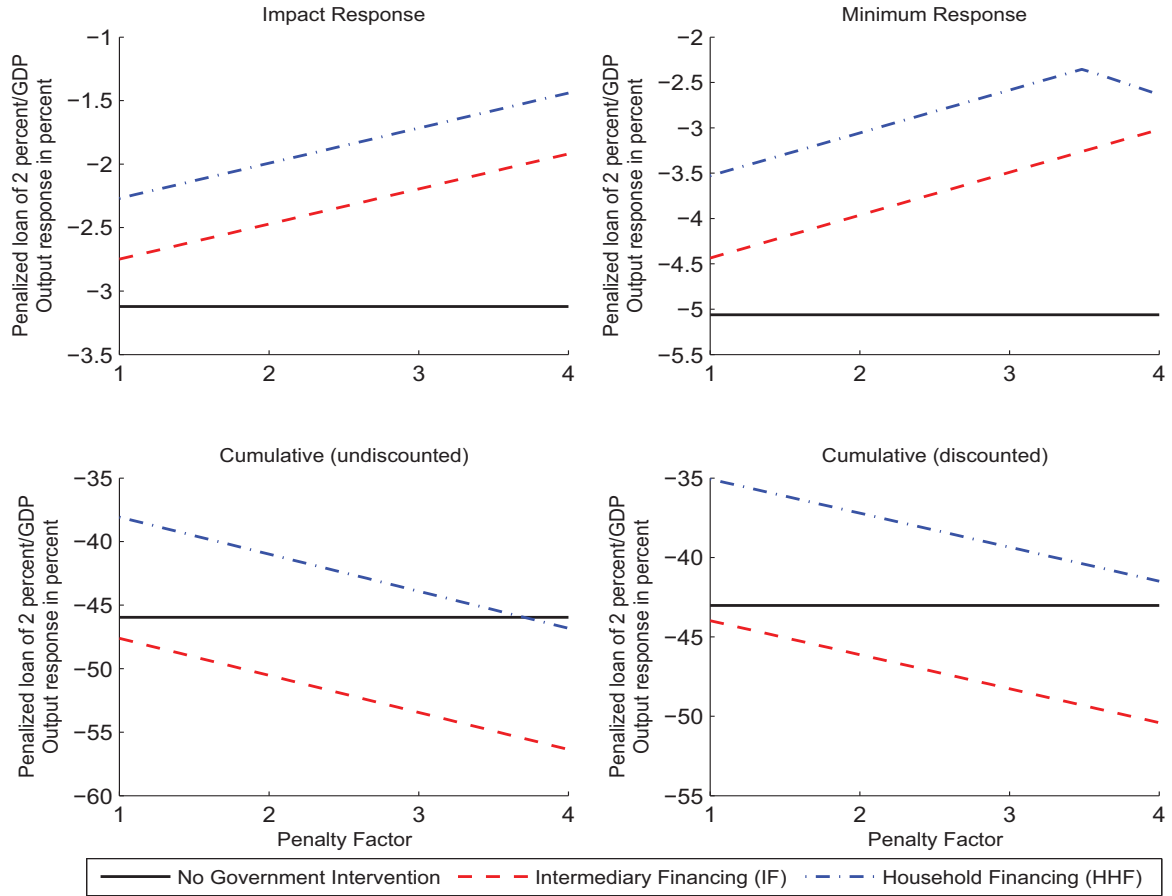 Impact Response
Penalized loan of 2 percent/GDP
Output response in percent
−1
−1.5
−2
−2.5
−3
−3.5
1
2
3
4
Minimum Response
Penalized loan of 2 percent/GDP
Output response in percent
−2
−2.5
−3
−3.5
−4
−4.5
−5
−5.5
1
2
3
4
Cumulative (undiscounted)
Penalized loan of 2 percent/GDP
Output response in percent
−35
−40
−45
−50
−55
−60
1
2
3
4
Penalty Factor
Cumulative (discounted)
Penalized loan of 2 percent/GDP
Output response in percent
−35
−40
−45
−50
−55
1
2
3
4
Penalty Factor
No Government Intervention
Intermediary Financing (IF)
Household Financing (HHF)